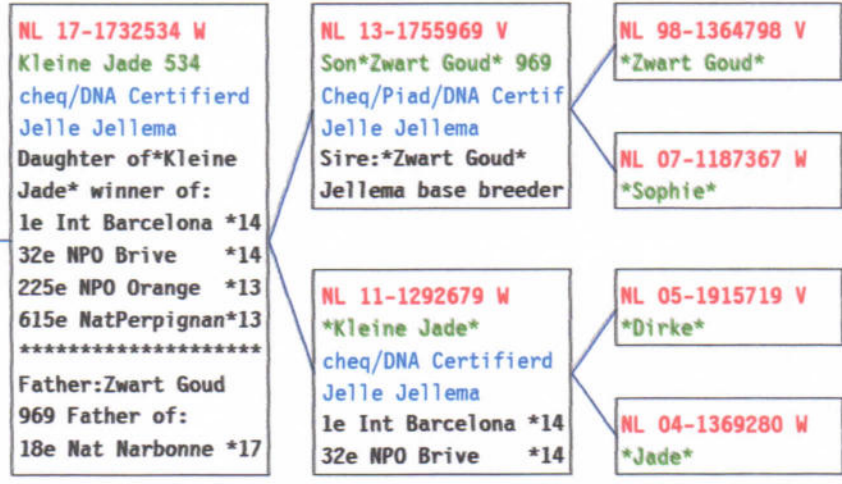 NL 17-1732534 W
Kleine Jade 534
cheq/DNA Certifierd
Jelle Jellema
Daughter of*Kleine
Jade* winner of:
1e Int Barcelona *14
32e NPO Brive *14
225e NPO Orange *13
615e NatPerpignan*13
*********************
Father:Zwart Goud
969 Father of:
18e Nat Narbonne *17
NL 13-1755969 V
Son*Zwart Goud* 969
Cheq/Piad/DNA Certif
Jelle Jellema
Sire:*Zwart Goud*
Jellema base breeder
NL 11-1292679 W
*Kleine Jade*
cheq/DNA Certifierd
Jelle Jellema
1e Int Barcelona *14
32e NPO Brive *14
NL 98-1364798 V
*Zwart Goud*
NL 07-1187367 W
*Sophie*
NL 05-1915719 V
*Dirke*
NL 04-1369280 W
*Jade*